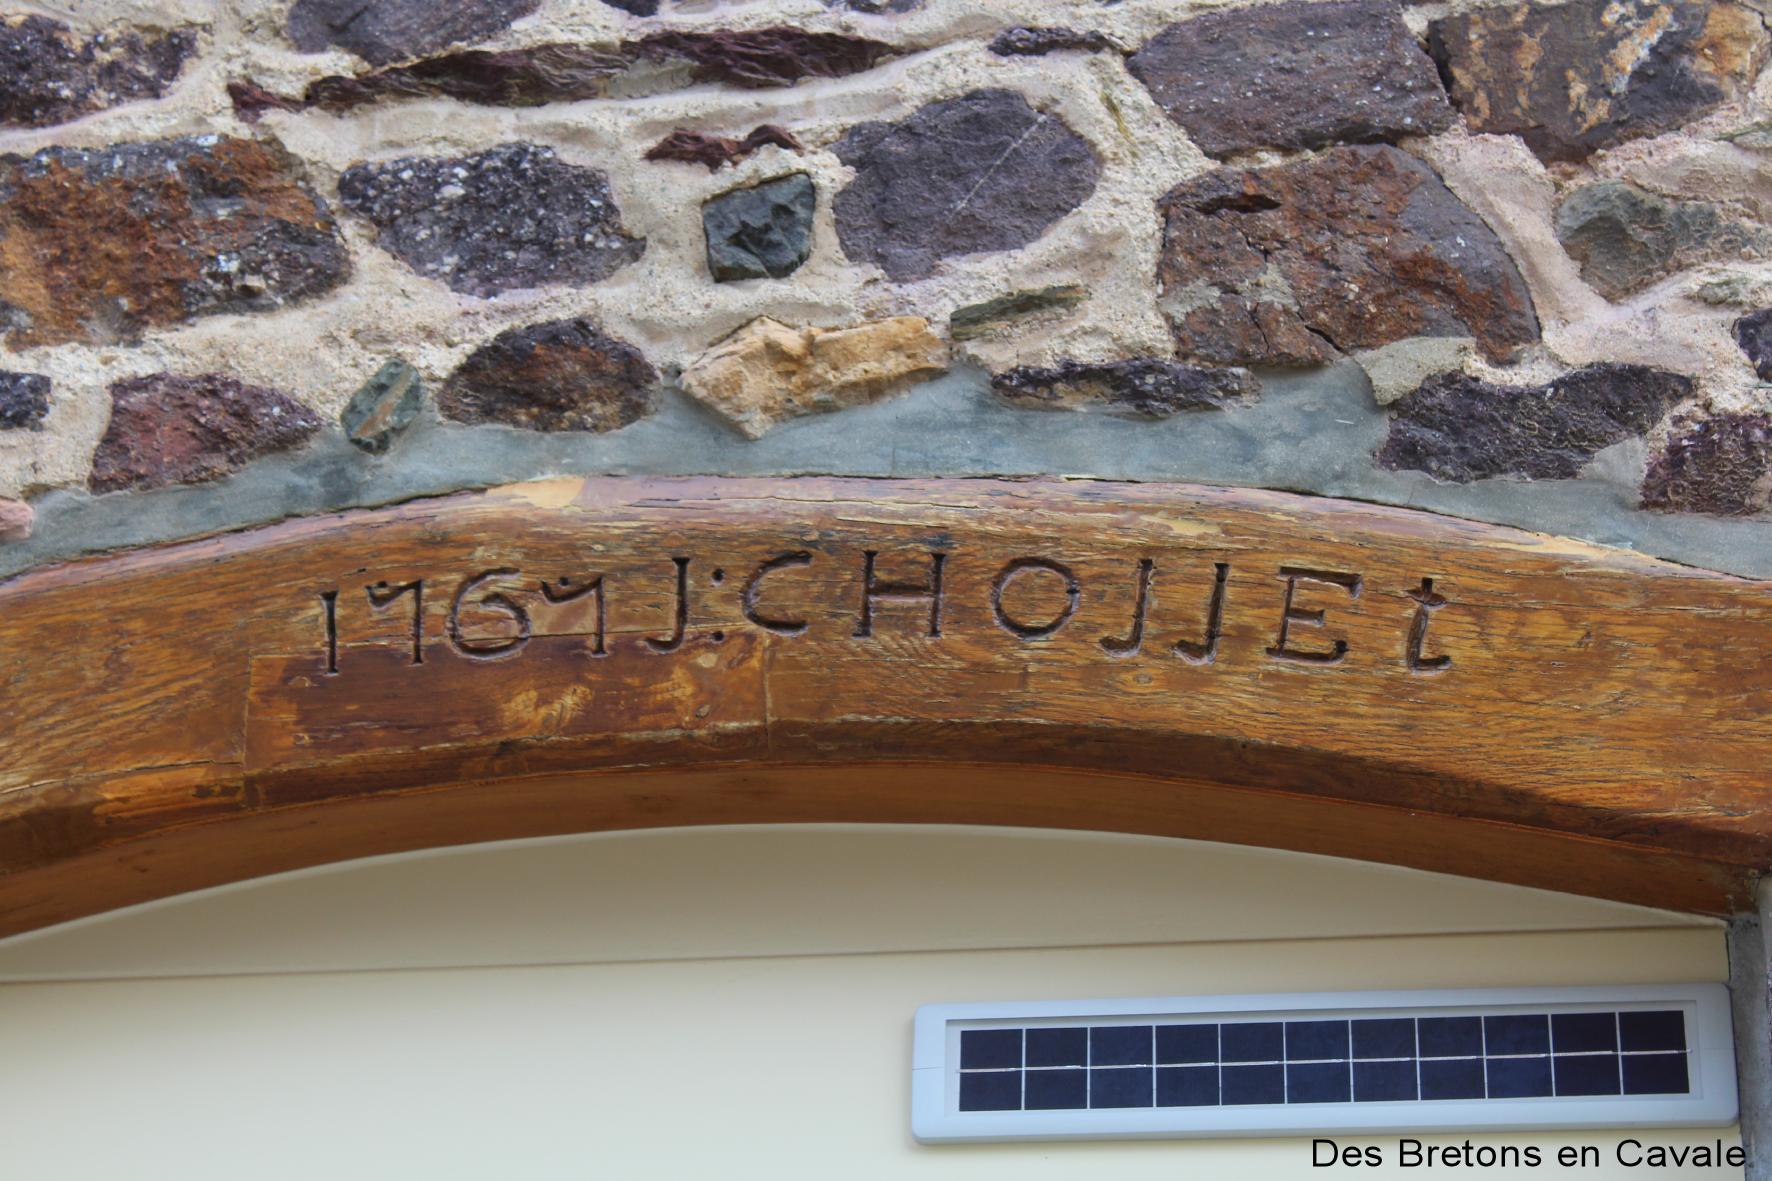 1767 J:CHOJJEt
Des Bretons en Cavale